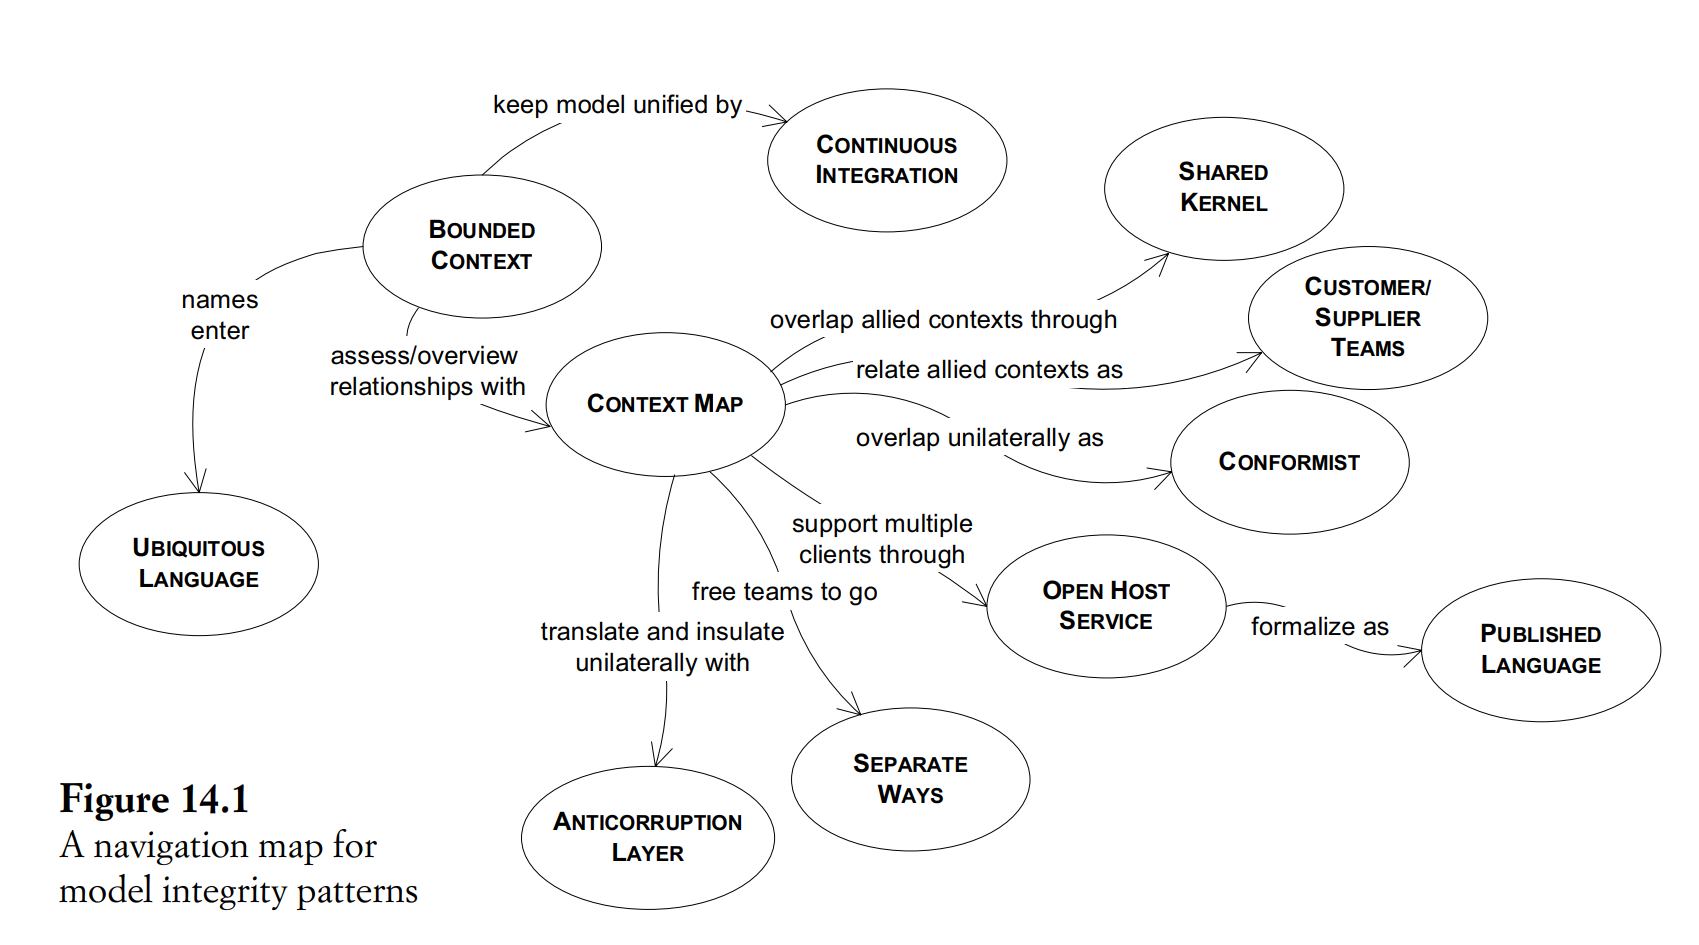 keep model unified by
CONTINUOUS
INTEGRATION
SHARED
KERNEL
BOUNDED
CONTEXT
names
enter
CUSTOMER/
SUPPLIER
TEAMS
overlap allied contexts through
assess/overview
relationships with
relate allied contexts as
CONTEXT MAP
overlap unilaterally as
CONFORMIST
support multiple
clients through
UBIQUITOUS
LANGUAGE
free teams to go
OPEN HOST
SERVICE
formalize as
PUBLISHED
LANGUAGE
translate and insulate
unilaterally with
SEPARATE
WAYS
ANTICORRUPTION
LAYER
Figure 14.1
A navigation map for
model integrity patterns